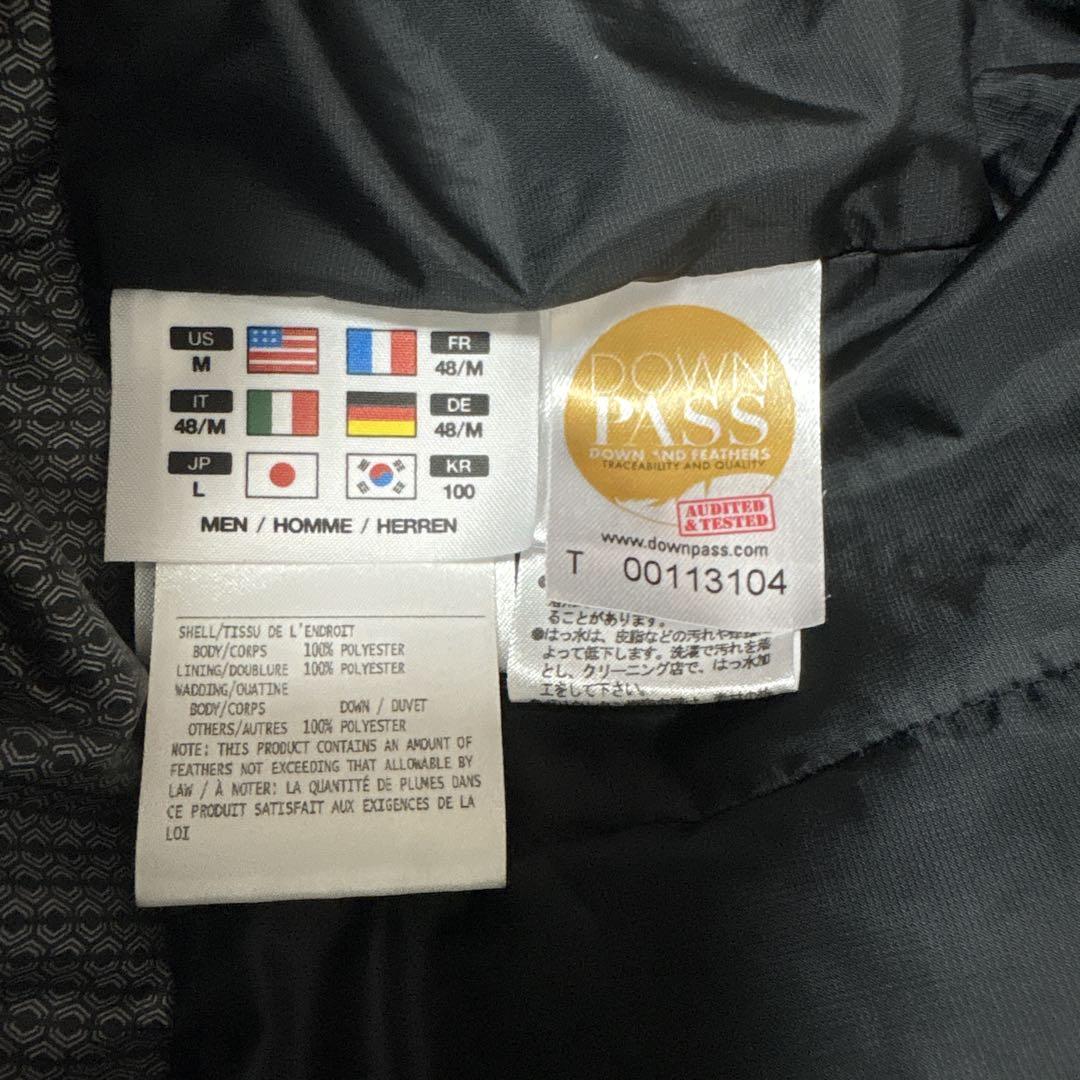 US
M
FR
48/M
IT
48/M
DE
48/M
JP
L
KR
100
MEN / HOMME / HERREN
DOWN
PASS
DOWN AND FEATHERS
TRACEABILITY AND QUALITY
AUDITED
& TESTED
www.downpass.com
T 00113104
SHELL/TISSU DE L'ENDROIT
BODY/CORPS 100% POLYESTER
LINING/DOUBLURE 100% POLYESTER
WADDING/OUATINE
BODY/CORPS DOWN / DUVET
OTHERS/AUTRES 100% POLYESTER
NOTE: THIS PRODUCT CONTAINS AN AMOUNT OF
FEATHERS NOT EXCEEDING THAT ALLOWABLE BY
LAW / À NOTER: LA QUANTITÉ DE PLUMES DANS
CE PRODUIT SATISFAIT AUX EXIGENCES DE LA
LOI
ることがあります。
●はっ水は、皮脂などの汚れや
よって低下します。洗濯で汚れを落
とし、クリーニング店で、はっ水加
工をして下さい。